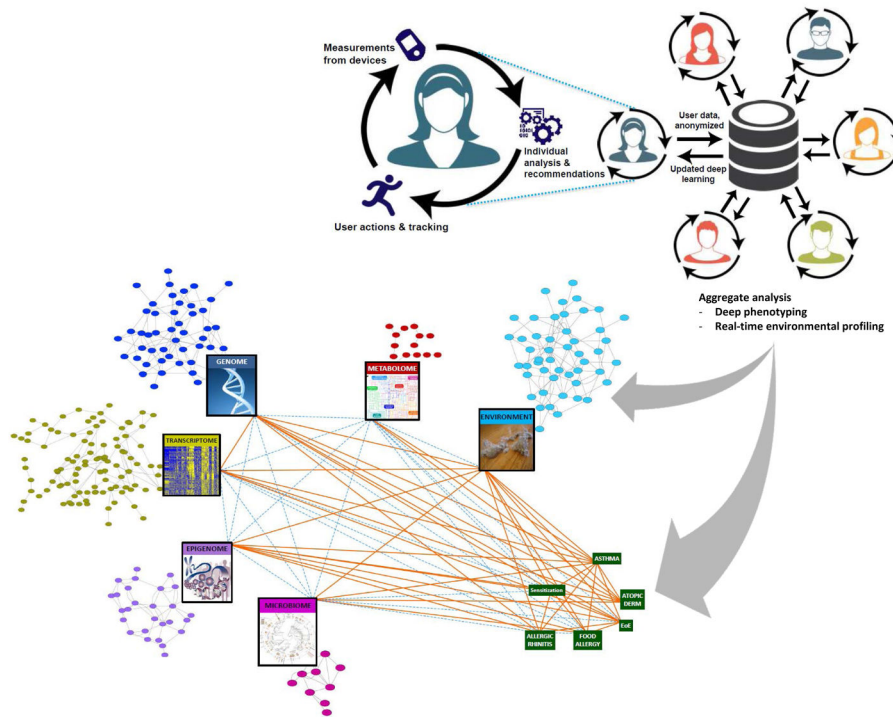 Measurements
from devices
Individual
analysis &
recommendations
User actions & tracking
User data,
anonymized
Updated deep
learning
Aggregate analysis
- Deep phenotyping
- Real-time environmental profiling
GENOME
METABOLOME
ENVIRONMENT
TRANSCRIPTOME
EPIGENOME
MICROBIOME
ASTHMA
Sensitization
ATOPIC
DERM
EoE
ALLERGIC
RHINITIS
FOOD
ALLERGY